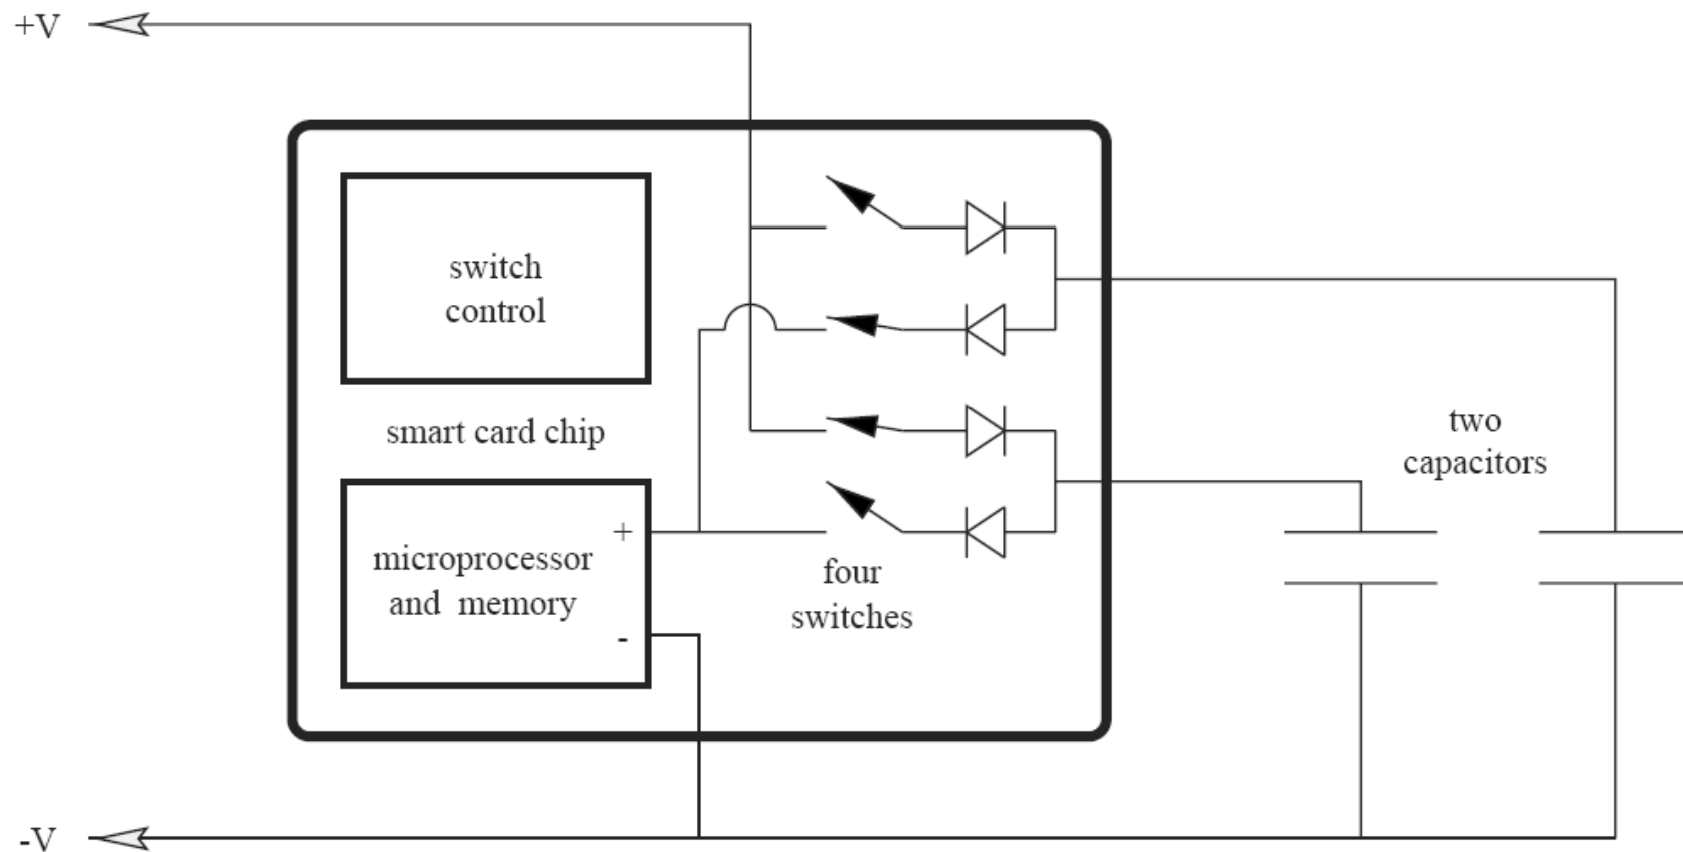 +V
switch
control
smart card chip
two
capacitors
+
microprocessor
and memory
-
four
switches
-V